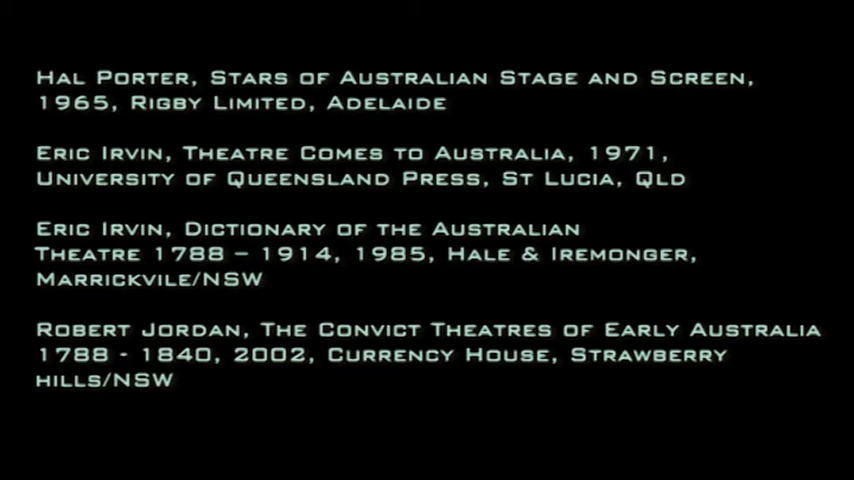 Hal Porter, Stars of Australian Stage and Screen,
1965, Rigby Limited, Adelaide
Eric Irvin, Theatre Comes to Australia, 1971,
University of Queensland Press, St Lucia, Qld
Eric Irvin, Dictionary of the Australian
Theatre 1788 – 1914, 1985, Hale & Iremonger,
Marrickvile/NSW
Robert Jordan, The Convict Theatres of Early Australia
1788 - 1840, 2002, Currency House, Strawberry
hills/NSW